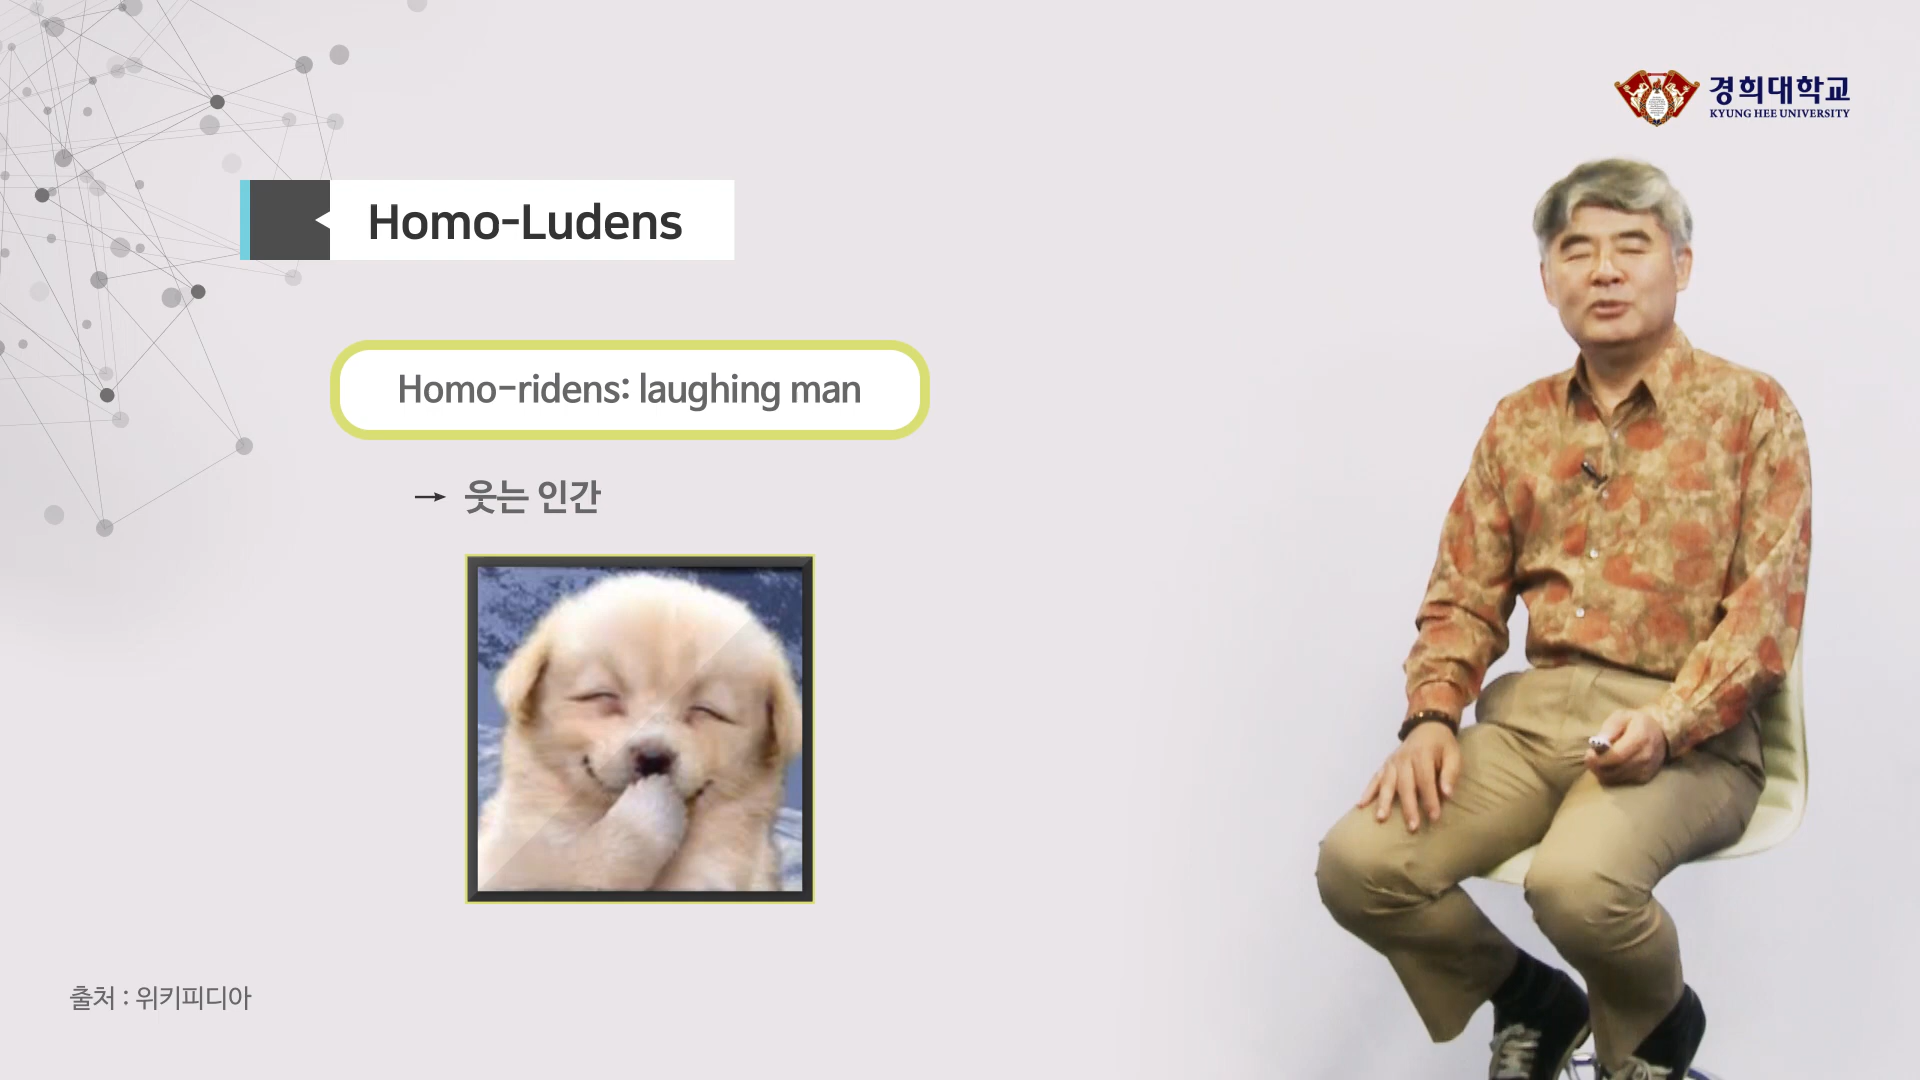 경희대학교
KYUNG HEE UNIVERSITY
Homo-Ludens
Homo-ridens: laughing man
→ 웃는 인간
출처 : 위키피디아